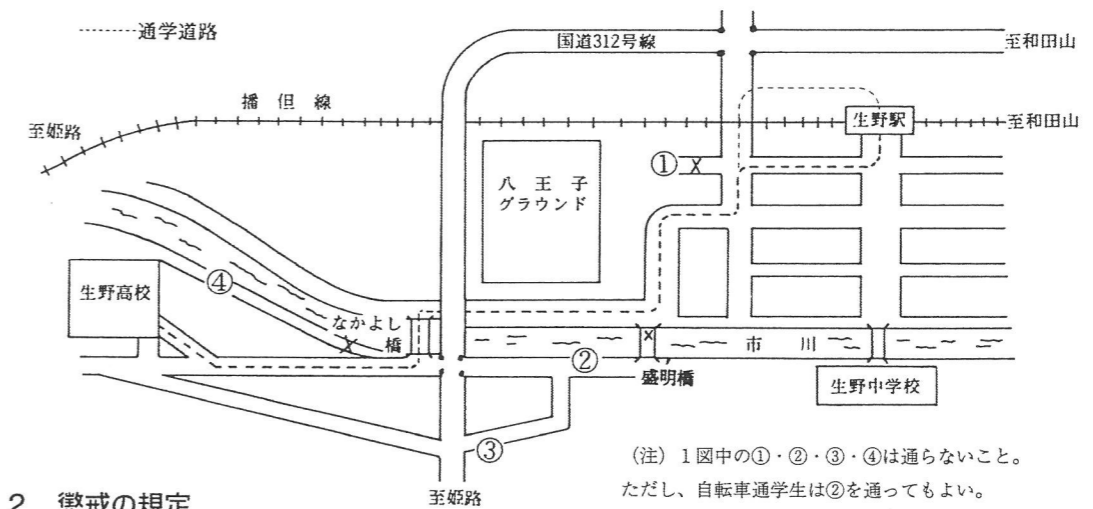 通学道路
国道312号線
至和田山
播但線
至姫路
生野駅
至和田山
①
八王子
グラウンド
④
生野高校
なかよし
橋
②
市川
盛明橋
生野中学校
③
至姫路
(注) 1図中の①・②・③・④は通らないこと。
ただし、自転車通学生は②を通ってもよい。
2 懲戒の規定